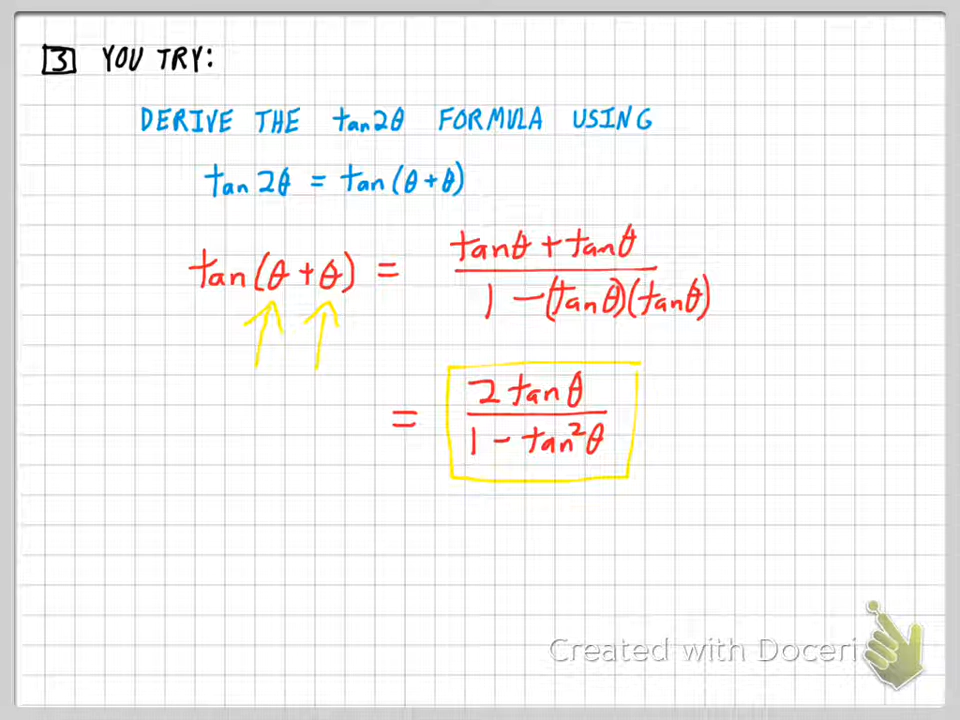 3 YOU TRY:
DERIVE THE tan2θ FORMULA USING
tan 2θ = tan(θ+θ)
tan(θ+θ) = tanθ + tanθ / 1 - (tanθ)(tanθ)
= 2 tanθ / 1 - tan²θ
Created with Doceri